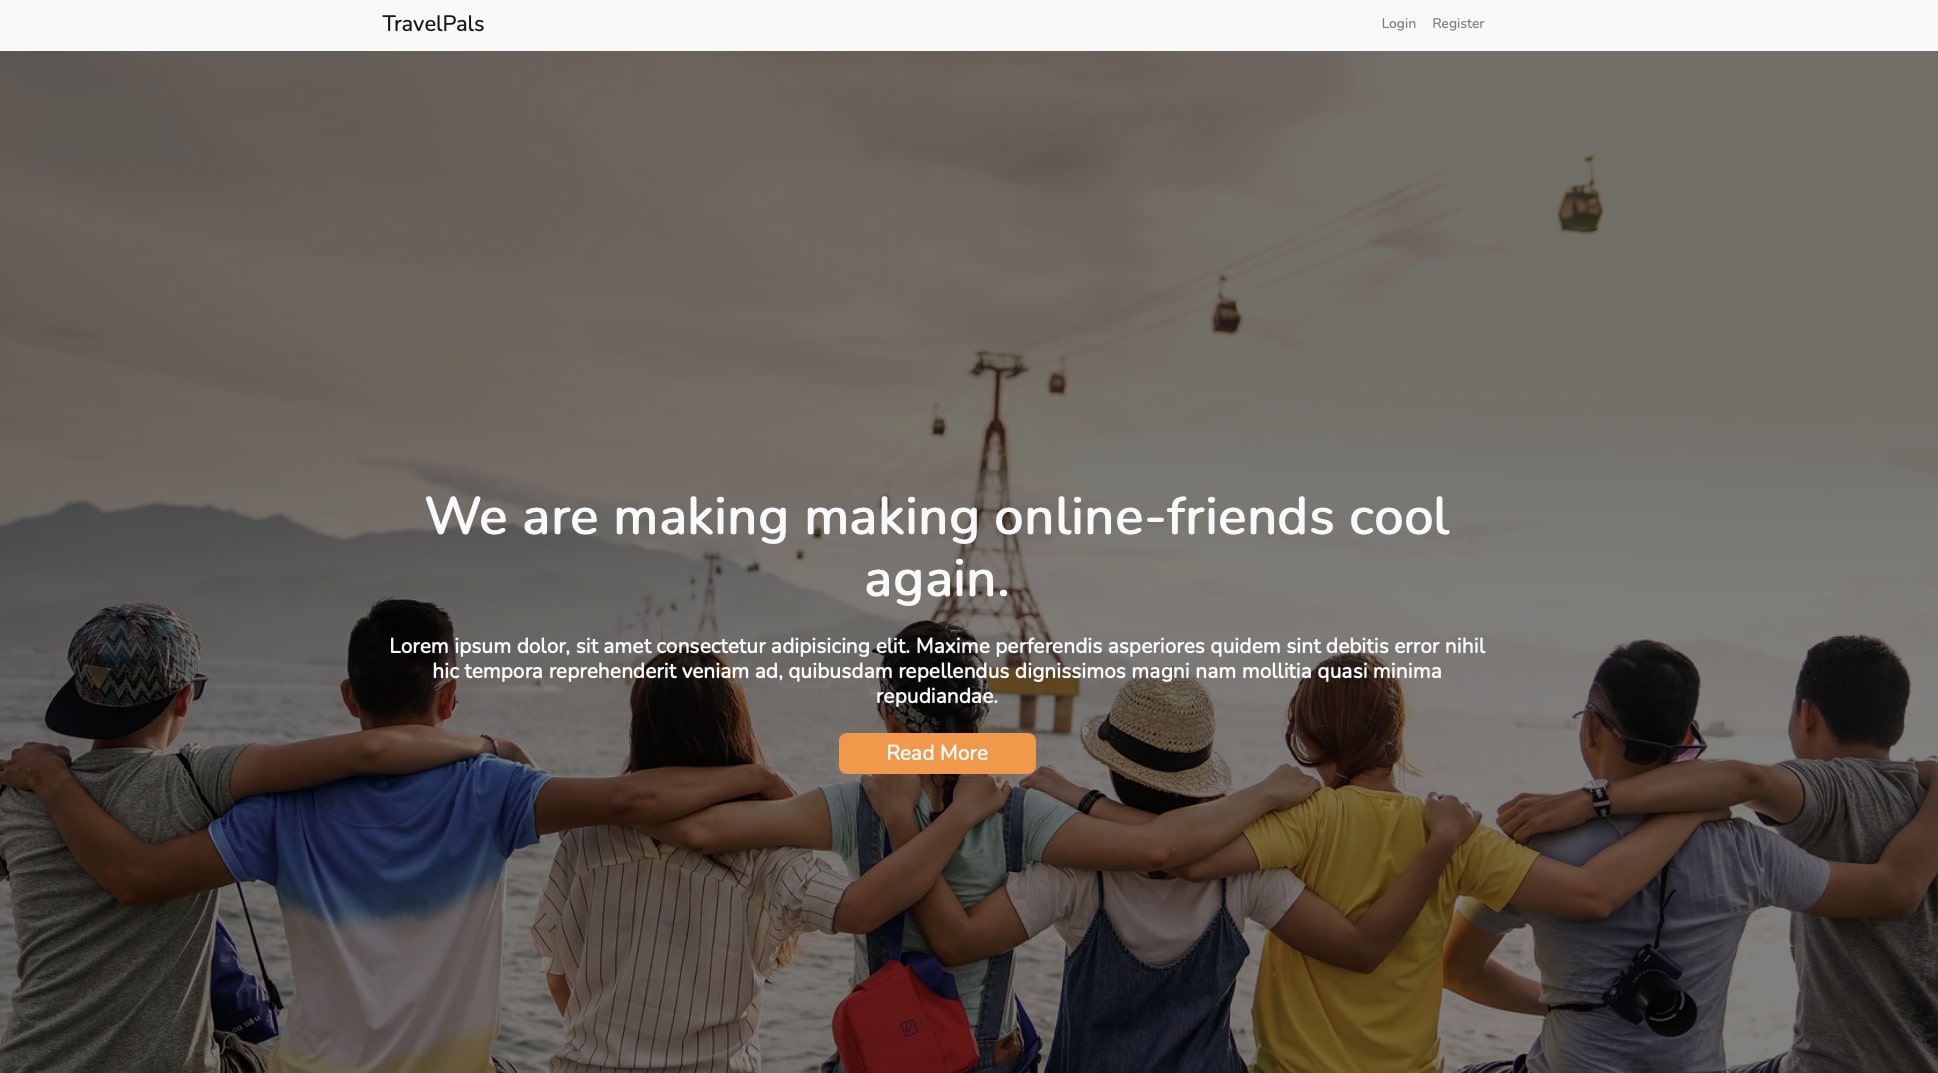 TravelPals
Login Register
We are making making online-friends cool
again.
Lorem ipsum dolor, sit amet consectetur adipisicing elit. Maxime perferendis asperiores quidem sint debitis error nihil
hic tempora reprehenderit veniam ad, quibusdam repellendus dignissimos magni nam mollitia quasi minima
repudiandae.
Read More